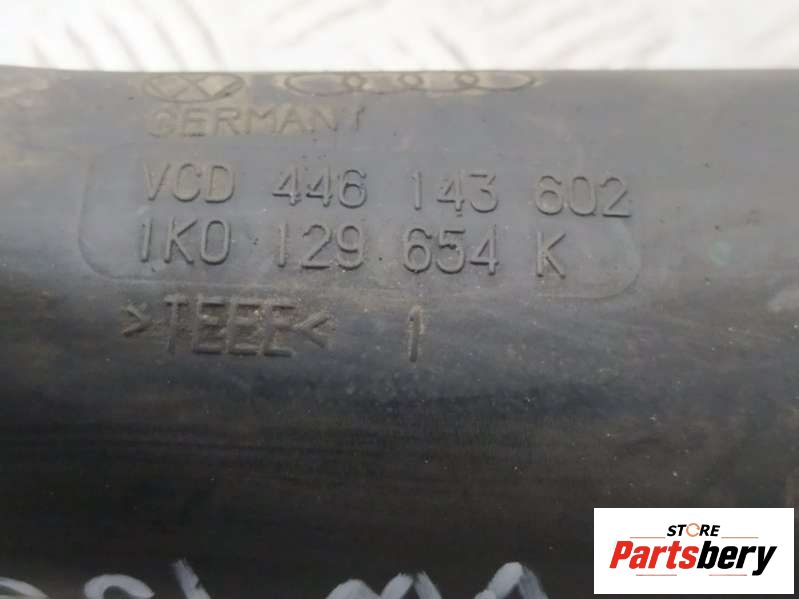 GERMANY
VCD 446 143 602
1K0 129 654 K
>TEEE< 1
STORE
Partsbery